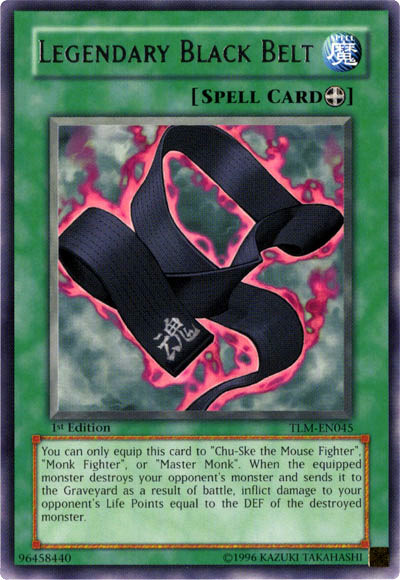 LEGENDARY BLACK BELT
SPELL
魔
[SPELL CARD]
魂
1st Edition
TLM-EN045
You can only equip this card to "Chu-Ske the Mouse Fighter",
"Monk Fighter", or "Master Monk". When the equipped
monster destroys your opponent's monster and sends it to
the Graveyard as a result of battle, inflict damage to your
opponent's Life Points equal to the DEF of the destroyed
monster.
96458440
©1996 KAZUKI TAKAHASHI